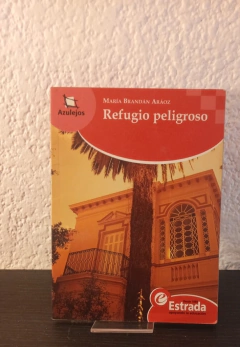 Azulejos
María Brandán Aráoz
Refugio peligroso
Estrada